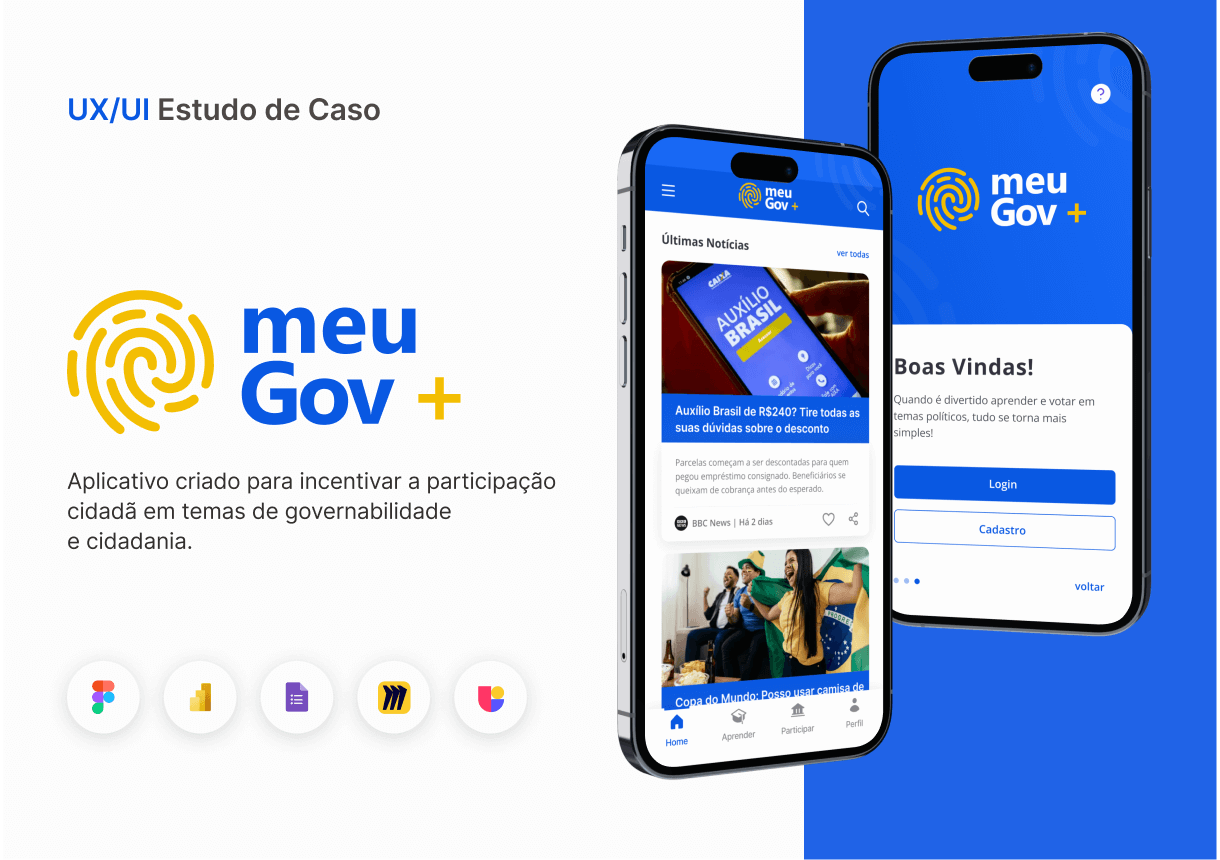 UX/UI Estudo de Caso
meu
Gov +
Aplicativo criado para incentivar a participação
cidadã em temas de governabilidade
e cidadania.
meu
Gov +
Últimas Notícias
ver todas
CAIXA
AUXÍLIO
BRASIL
Auxílio Brasil de R$240? Tire todas as
suas dúvidas sobre o desconto
Parcelas começam a ser descontadas para quem
pegou empréstimo consignado. Beneficiários se
queixam de cobrança antes do esperado.
BBC News | Há 2 dias
Copa do Mundo: Posso usar camisa de
Home
Aprender
Participar
Perfil
?
meu
Gov +
Boas Vindas!
Quando é divertido aprender e votar em
temas políticos, tudo se torna mais
simples!
Login
Cadastro
voltar